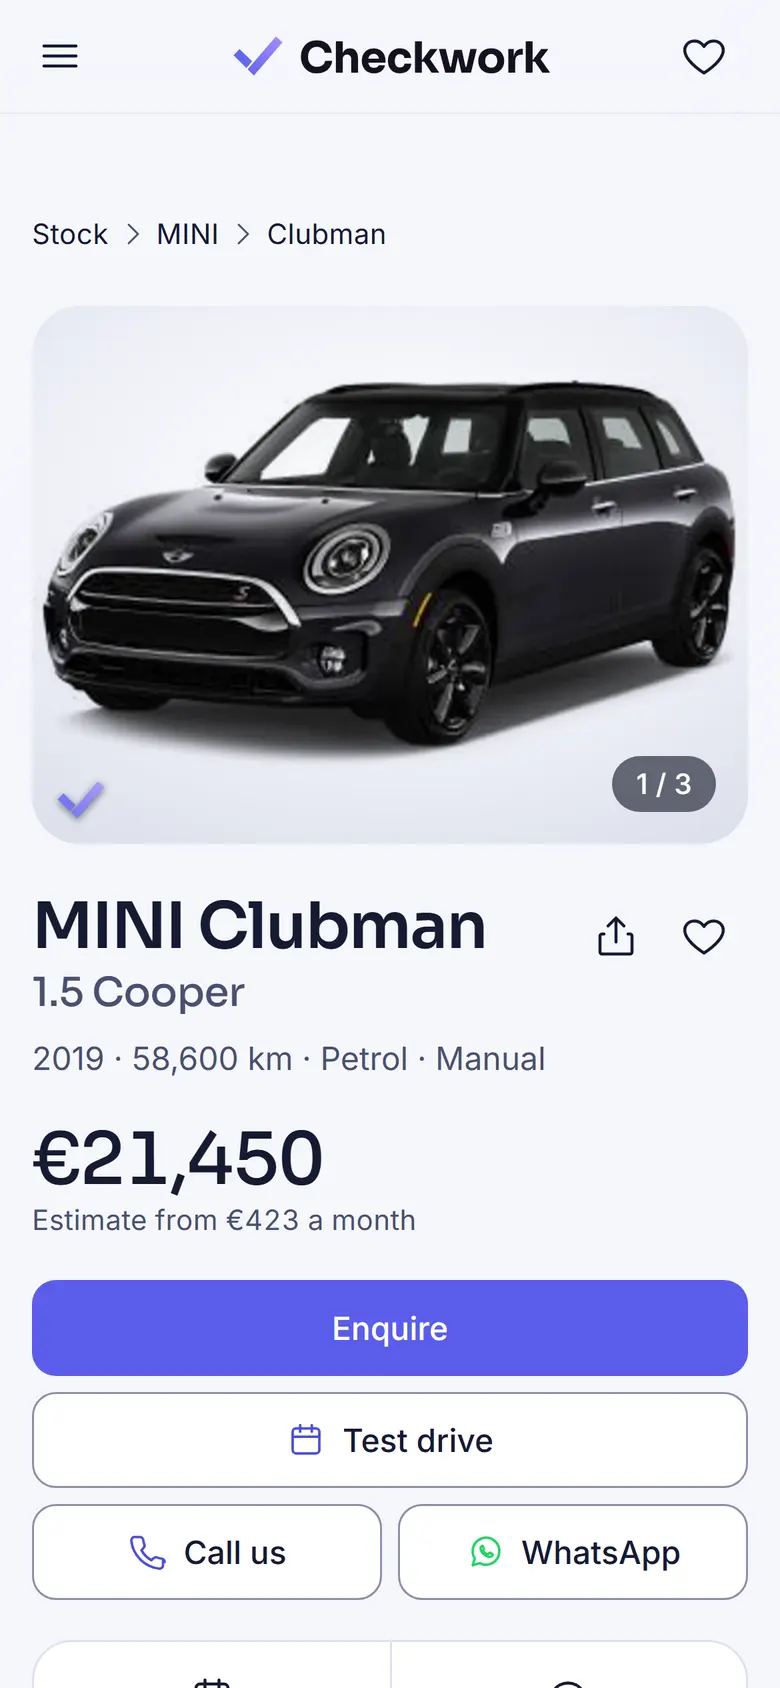 Checkwork
Stock > MINI > Clubman
S
1 / 3
MINI Clubman
1.5 Cooper
2019 · 58,600 km · Petrol · Manual
€21,450
Estimate from €423 a month
Enquire
Test drive
Call us
WhatsApp